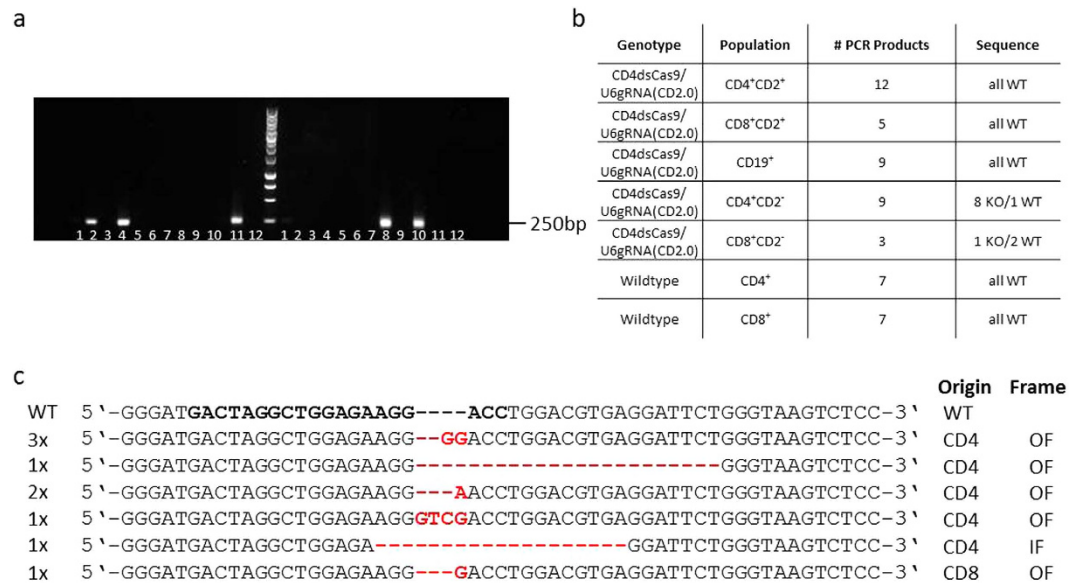 a
1 2 3 4 5 6 7 8 9 10 11 12 1 2 3 4 5 6 7 8 9 10 11 12
250bp
b
Genotype Population # PCR Products Sequence
CD4dsCas9/
U6gRNA(CD2.0) CD4⁺CD2⁺ 12 all WT
CD4dsCas9/
U6gRNA(CD2.0) CD8⁺CD2⁺ 5 all WT
CD4dsCas9/
U6gRNA(CD2.0) CD19⁺ 9 all WT
CD4dsCas9/
U6gRNA(CD2.0) CD4⁺CD2⁻ 9 8 KO/1 WT
CD4dsCas9/
U6gRNA(CD2.0) CD8⁺CD2⁻ 3 1 KO/2 WT
Wildtype CD4⁺ 7 all WT
Wildtype CD8⁺ 7 all WT
c
Origin Frame
WT 5‘-GGGATGACTAGGCTGGAGAAGG----ACCTGGACGTGAGGATTCTGGGTAAGTCTCC-3‘ WT
3x 5‘-GGGATGACTAGGCTGGAGAAGG--GGACCTGGACGTGAGGATTCTGGGTAAGTCTCC-3‘ CD4 OF
1x 5‘-GGGATGACTAGGCTGGAGAAGG-----------------------GGGTAAGTCTCC-3‘ CD4 OF
2x 5‘-GGGATGACTAGGCTGGAGAAGG---AACCTGGACGTGAGGATTCTGGGTAAGTCTCC-3‘ CD4 OF
1x 5‘-GGGATGACTAGGCTGGAGAAGGGTCGACCTGGACGTGAGGATTCTGGGTAAGTCTCC-3‘ CD4 OF
1x 5‘-GGGATGACTAGGCTGGAGA-------------------GGATTCTGGGTAAGTCTCC-3‘ CD4 IF
1x 5‘-GGGATGACTAGGCTGGAGAAGG---GACCTGGACGTGAGGATTCTGGGTAAGTCTCC-3‘ CD8 OF